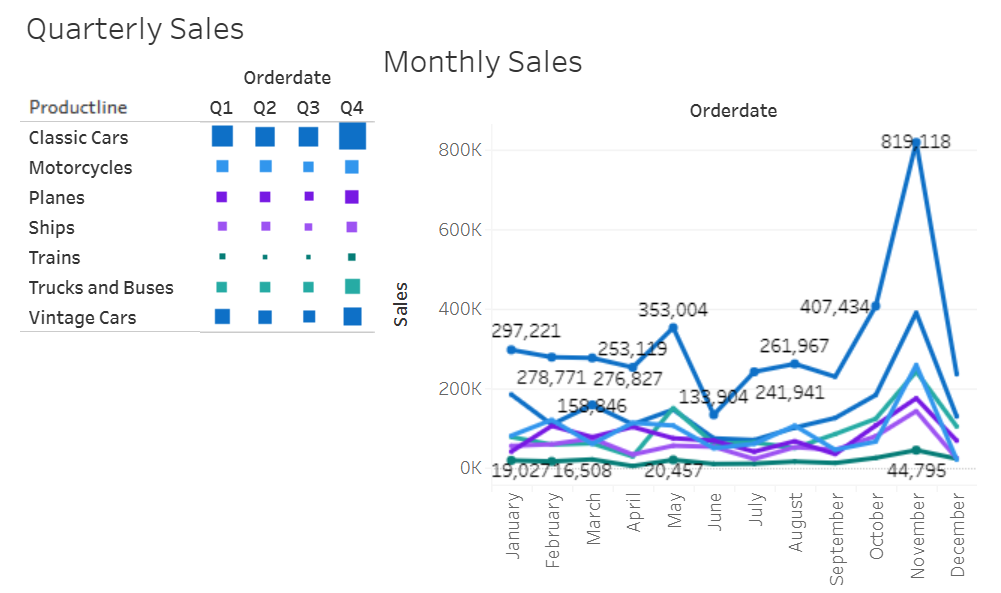 Quarterly Sales
Orderdate
Productline Q1 Q2 Q3 Q4
Classic Cars
Motorcycles
Planes
Ships
Trains
Trucks and Buses
Vintage Cars
Monthly Sales
Orderdate
Sales
800K
600K
400K
200K
0K
819,118
407,434
353,004
297,221
253,119
261,967
278,771
276,827
241,941
158,846
133,904
19,027
16,508
20,457
44,795
January
February
March
April
May
June
July
August
September
October
November
December